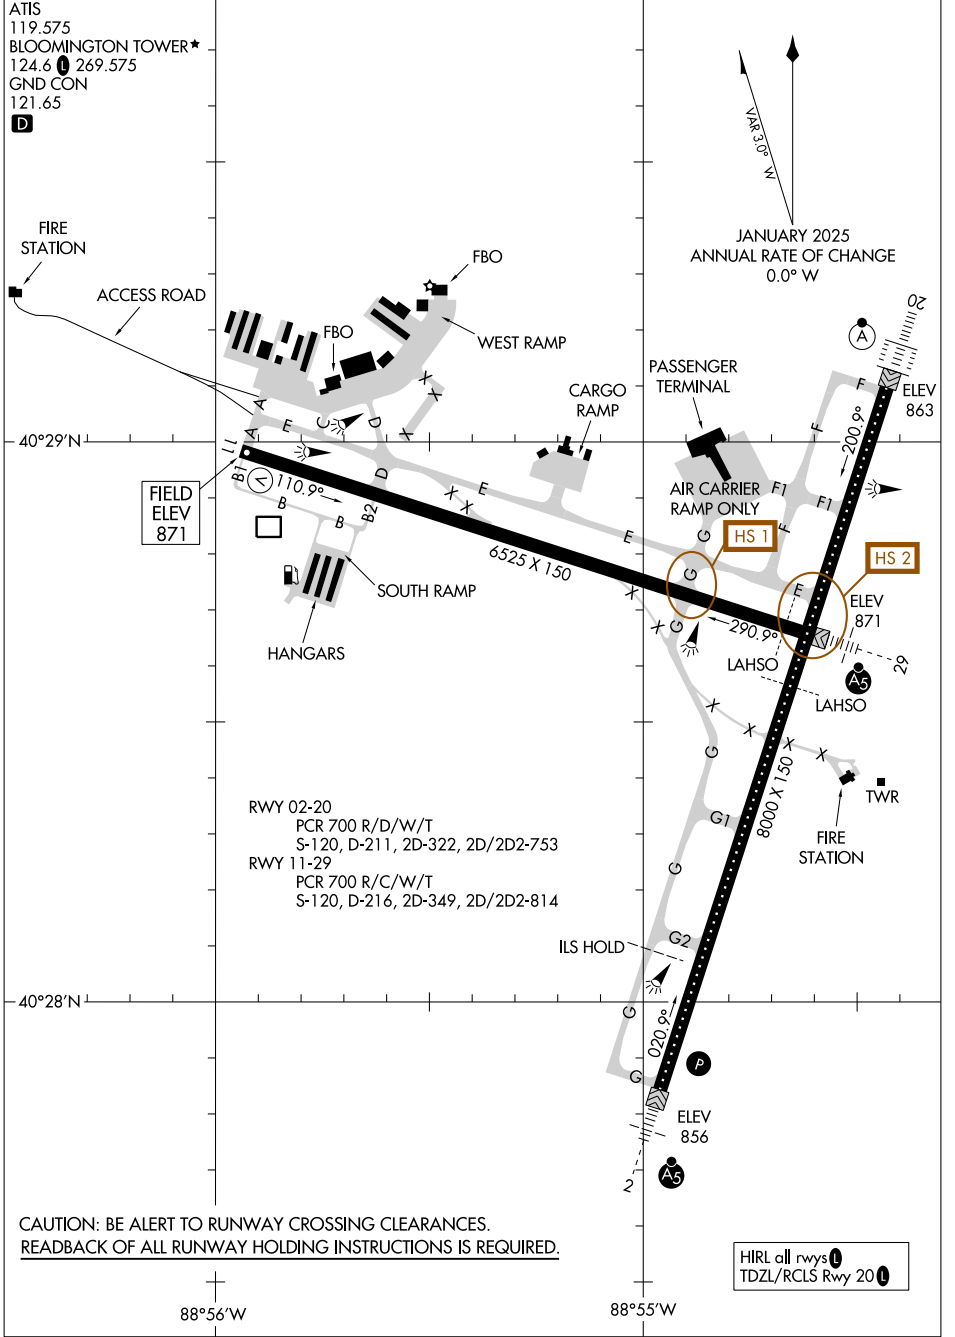 ATIS
119.575
BLOOMINGTON TOWER★
124.6 L 269.575
GND CON
121.65
D
VAR 3.0° W
JANUARY 2025
ANNUAL RATE OF CHANGE
0.0° W
FIRE
STATION
ACCESS ROAD
FBO
FBO
WEST RAMP
CARGO
RAMP
PASSENGER
TERMINAL
A
20
ELEV
863
F
F
200.9°
A
A
E
C
D
D
40°29'N
L
L
B1
V
110.9°
B
B
B2
FIELD
ELEV
871
X
X
X
X
E
E
AIR CARRIER
RAMP ONLY
F1
F1
F
G
G
G
HS 1
HS 2
E
ELEV
871
6525 X 150
290.9°
29
A5
LAHSO
LAHSO
SOUTH RAMP
HANGARS
X
X
X
X
X
X
G
G1
8000 X 150
TWR
FIRE
STATION
RWY 02-20
PCR 700 R/D/W/T
S-120, D-211, 2D-322, 2D/2D2-753
RWY 11-29
PCR 700 R/C/W/T
S-120, D-216, 2D-349, 2D/2D2-814
G
G2
ILS HOLD
40°28'N
G
020.9°
G
P
ELEV
856
2
A5
CAUTION: BE ALERT TO RUNWAY CROSSING CLEARANCES.
READBACK OF ALL RUNWAY HOLDING INSTRUCTIONS IS REQUIRED.
HIRL all rwys L
TDZL/RCLS Rwy 20 L
88°56'W
88°55'W